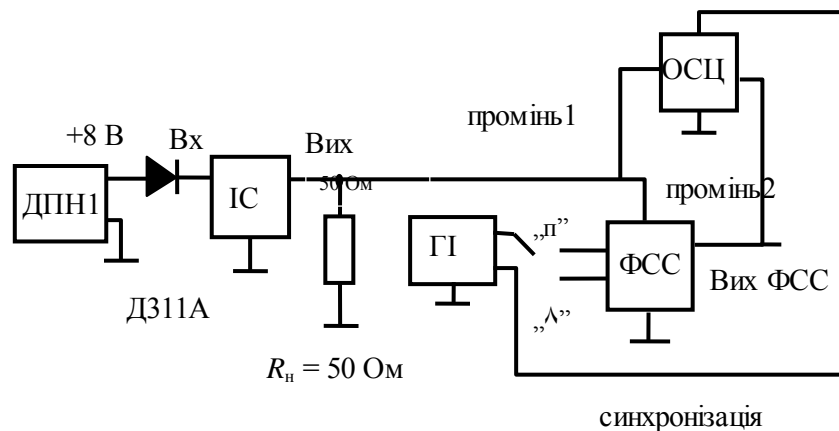 ОСЦ
промінь1
+8 В
Вх
Вих
50 Ом
ДПН1
ІС
промінь2
ГІ
„п”
ФСС
Вих ФСС
Д311А
„Λ”
Rн = 50 Ом
синхронізація